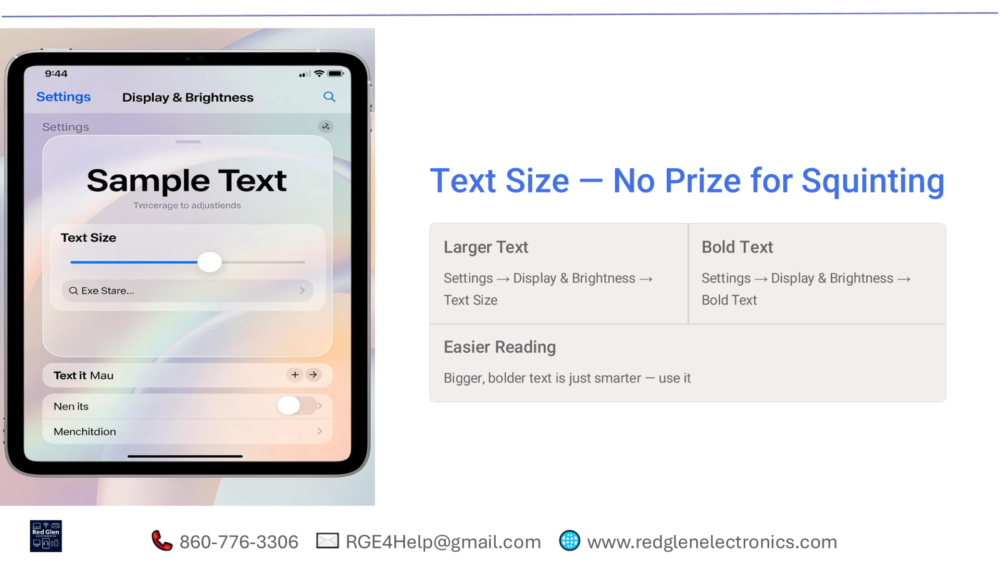 9:44
Settings
Display & Brightness
Settings
Sample Text
Tmcerage to adjustiends
Text Size
Exe Stare...
Text it Mau
Nen its
Menchitdion
Text Size — No Prize for Squinting
Larger Text
Settings → Display & Brightness →
Text Size
Bold Text
Settings → Display & Brightness →
Bold Text
Easier Reading
Bigger, bolder text is just smarter — use it
Red Glen
ELECTRONICS
860-776-3306
RGE4Help@gmail.com
www.redglenelectronics.com